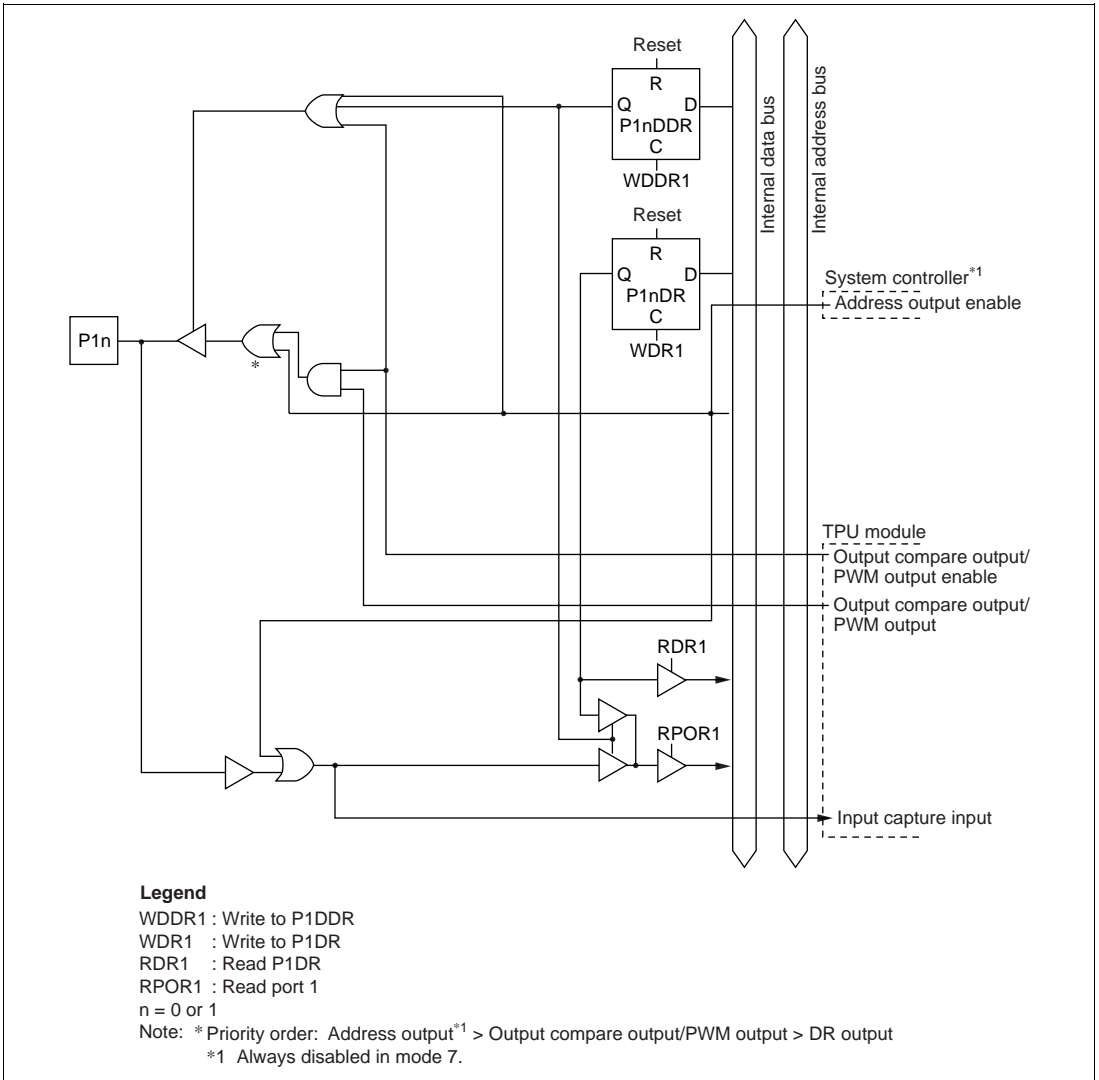 Reset
R
Q D
P1nDDR
C
WDDR1
Reset
R
Q D
P1nDR
C
WDR1
Internal data bus
Internal address bus
System controller*1
Address output enable
P1n
*
TPU module
Output compare output/
PWM output enable
Output compare output/
PWM output
RDR1
RPOR1
Input capture input
Legend
WDDR1 : Write to P1DDR
WDR1 : Write to P1DR
RDR1 : Read P1DR
RPOR1 : Read port 1
n = 0 or 1
Note: * Priority order: Address output*1 > Output compare output/PWM output > DR output
*1 Always disabled in mode 7.